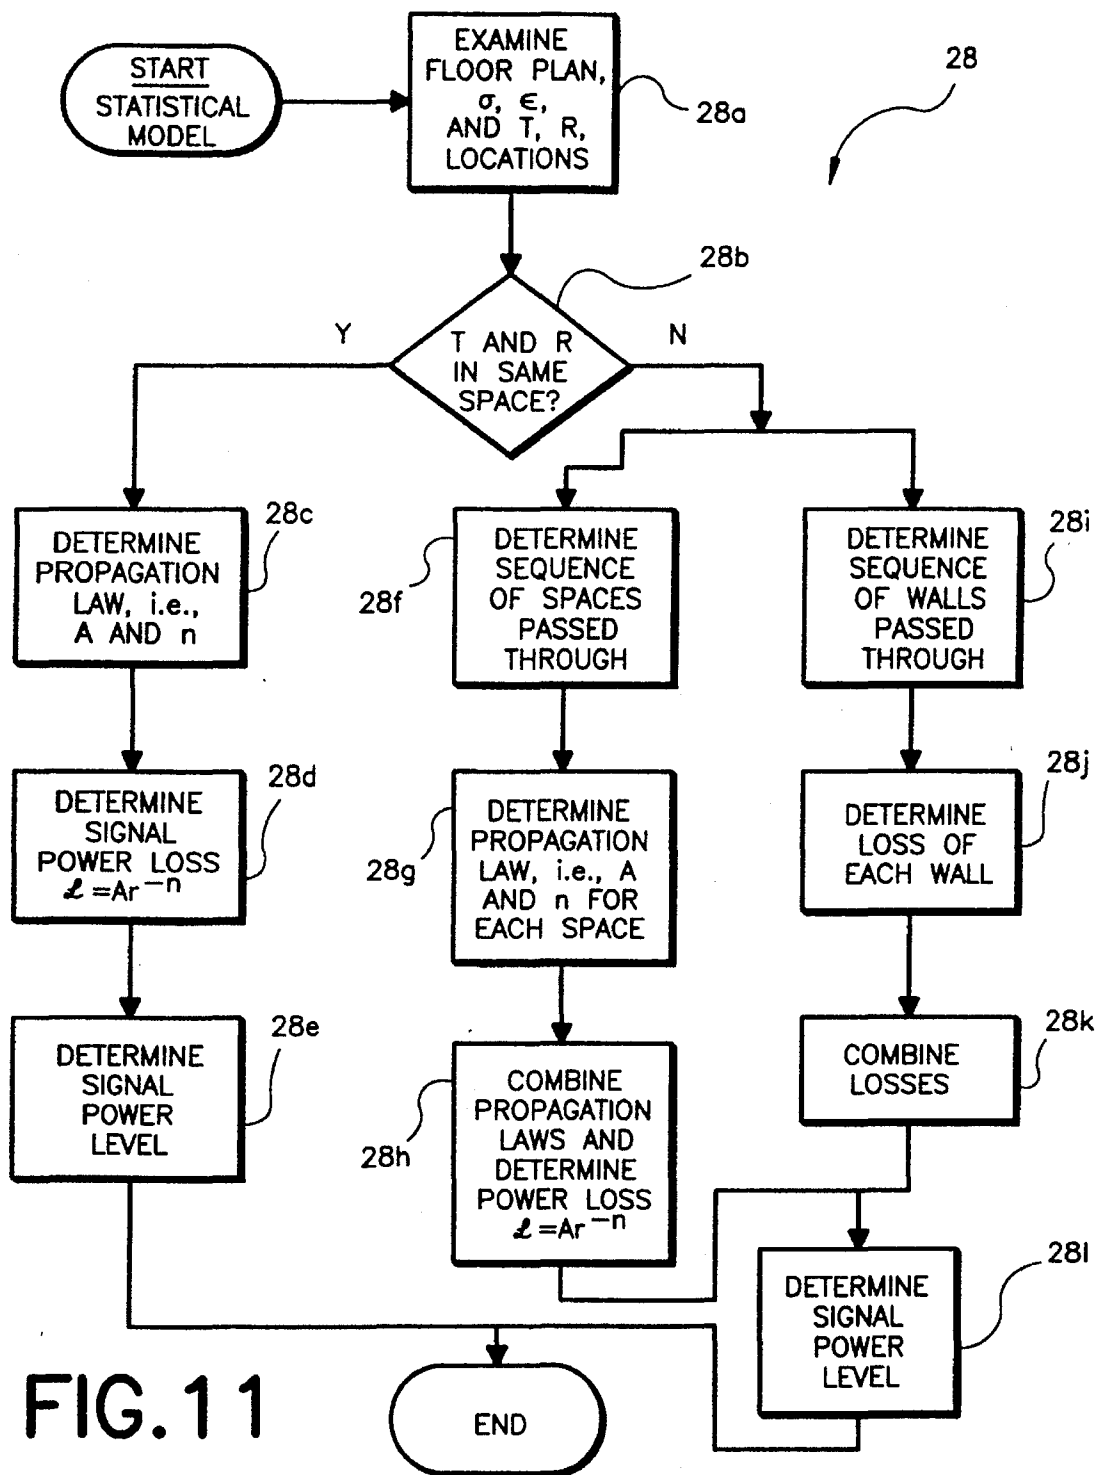 START
STATISTICAL
MODEL
EXAMINE
FLOOR PLAN,
σ, ϵ,
AND T, R,
LOCATIONS
28a
28
28b
Y
T AND R
IN SAME
SPACE?
N
28c
DETERMINE
PROPAGATION
LAW, i.e.,
A AND n
28f
DETERMINE
SEQUENCE
OF SPACES
PASSED
THROUGH
28i
DETERMINE
SEQUENCE
OF WALLS
PASSED
THROUGH
28d
DETERMINE
SIGNAL
POWER LOSS
ℒ=Ar⁻ⁿ
28g
DETERMINE
PROPAGATION
LAW, i.e., A
AND n FOR
EACH SPACE
28j
DETERMINE
LOSS OF
EACH WALL
28e
DETERMINE
SIGNAL
POWER
LEVEL
28h
COMBINE
PROPAGATION
LAWS AND
DETERMINE
POWER LOSS
ℒ=Ar⁻ⁿ
28k
COMBINE
LOSSES
28l
DETERMINE
SIGNAL
POWER
LEVEL
END
FIG.11